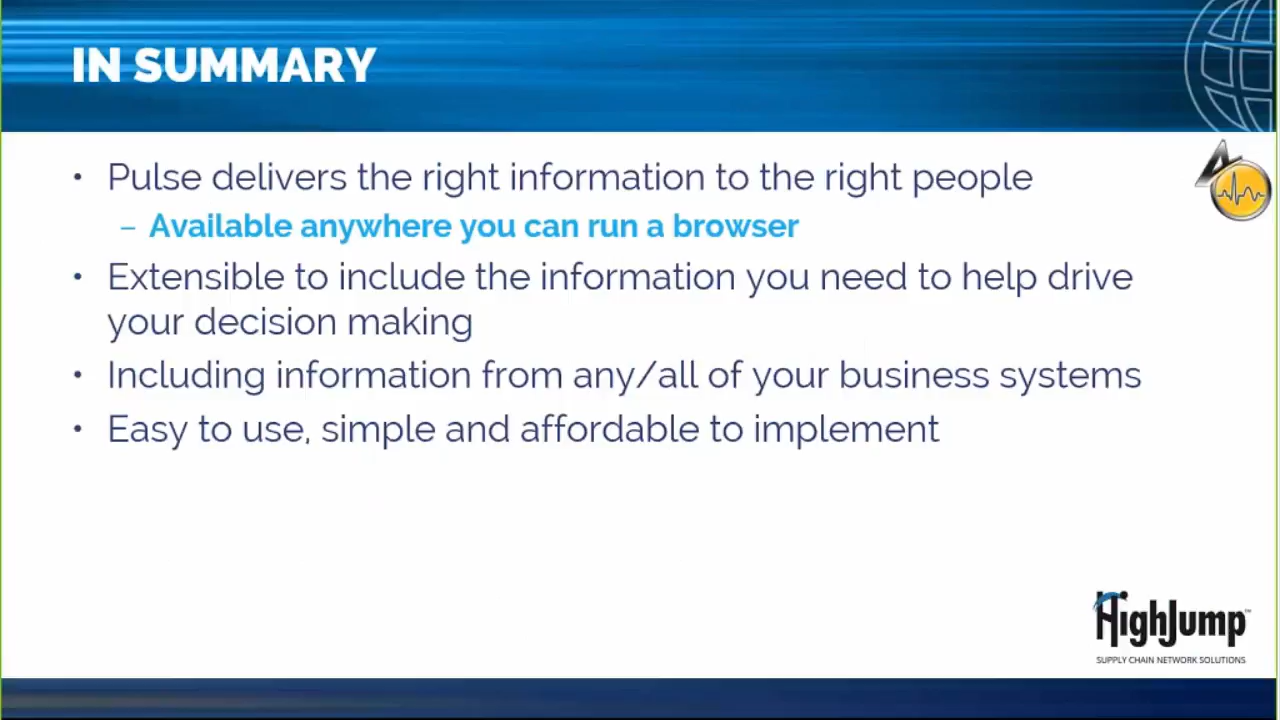 IN SUMMARY
• Pulse delivers the right information to the right people
– Available anywhere you can run a browser
• Extensible to include the information you need to help drive
your decision making
• Including information from any/all of your business systems
• Easy to use, simple and affordable to implement
HighJump™
SUPPLY CHAIN NETWORK SOLUTIONS